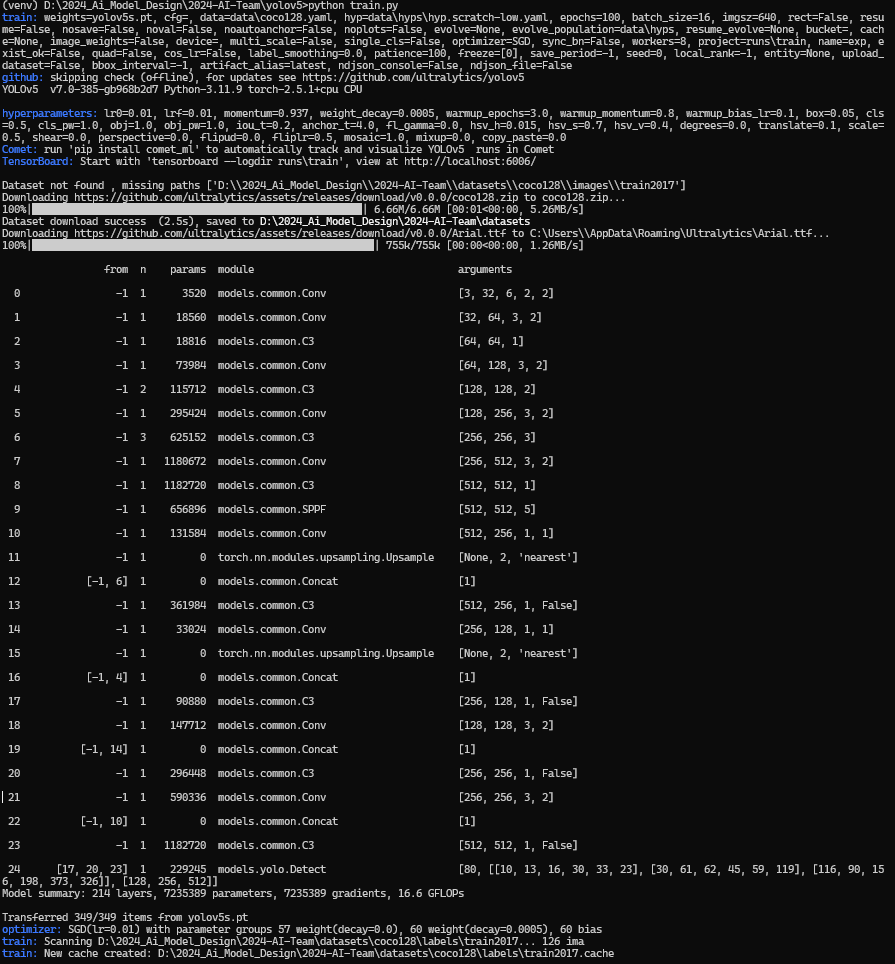 (venv) D:\2024_Ai_Model_Design\2024-AI-Team\yolov5>python train.py
train: weights=yolov5s.pt, cfg=, data=data\coco128.yaml, hyp=data\hyps\hyp.scratch-low.yaml, epochs=100, batch_size=16, imgsz=640, rect=False, resu
me=False, nosave=False, noval=False, noautoanchor=False, noplots=False, evolve=None, evolve_population=data\hyps, resume_evolve=None, bucket=, cach
e=None, image_weights=False, device=, multi_scale=False, single_cls=False, optimizer=SGD, sync_bn=False, workers=8, project=runs\train, name=exp, e
xist_ok=False, quad=False, cos_lr=False, label_smoothing=0.0, patience=100, freeze=[0], save_period=-1, seed=0, local_rank=-1, entity=None, upload_
dataset=False, bbox_interval=-1, artifact_alias=latest, ndjson_console=False, ndjson_file=False
github: skipping check (offline), for updates see https://github.com/ultralytics/yolov5
YOLOv5  v7.0-385-gb968b2d7 Python-3.11.9 torch-2.5.1+cpu CPU
hyperparameters: lr0=0.01, lrf=0.01, momentum=0.937, weight_decay=0.0005, warmup_epochs=3.0, warmup_momentum=0.8, warmup_bias_lr=0.1, box=0.05, cls
=0.5, cls_pw=1.0, obj=1.0, obj_pw=1.0, iou_t=0.2, anchor_t=4.0, fl_gamma=0.0, hsv_h=0.015, hsv_s=0.7, hsv_v=0.4, degrees=0.0, translate=0.1, scale=
0.5, shear=0.0, perspective=0.0, flipud=0.0, fliplr=0.5, mosaic=1.0, mixup=0.0, copy_paste=0.0
Comet: run 'pip install comet_ml' to automatically track and visualize YOLOv5  runs in Comet
TensorBoard: Start with 'tensorboard --logdir runs\train', view at http://localhost:6006/
Dataset not found , missing paths ['D:\\2024_Ai_Model_Design\\2024-AI-Team\\datasets\\coco128\\images\\train2017']
Downloading https://github.com/ultralytics/assets/releases/download/v0.0.0/coco128.zip to coco128.zip...
100%| | 6.66M/6.66M [00:01<00:00, 5.26MB/s]
Dataset download success  (2.5s), saved to D:\2024_Ai_Model_Design\2024-AI-Team\datasets
Downloading https://github.com/ultralytics/assets/releases/download/v0.0.0/Arial.ttf to C:\Users\\AppData\Roaming\Ultralytics\Arial.ttf...
100%| | 755k/755k [00:00<00:00, 1.26MB/s]
from  n    params  module                                  arguments
0                -1  1      3520  models.common.Conv                      [3, 32, 6, 2, 2]
1                -1  1     18560  models.common.Conv                      [32, 64, 3, 2]
2                -1  1     18816  models.common.C3                        [64, 64, 1]
3                -1  1     73984  models.common.Conv                      [64, 128, 3, 2]
4                -1  2    115712  models.common.C3                        [128, 128, 2]
5                -1  1    295424  models.common.Conv                      [128, 256, 3, 2]
6                -1  3    625152  models.common.C3                        [256, 256, 3]
7                -1  1   1180672  models.common.Conv                      [256, 512, 3, 2]
8                -1  1   1182720  models.common.C3                        [512, 512, 1]
9                -1  1    656896  models.common.SPPF                      [512, 512, 5]
10                -1  1    131584  models.common.Conv                      [512, 256, 1, 1]
11                -1  1         0  torch.nn.modules.upsampling.Upsample    [None, 2, 'nearest']
12           [-1, 6]  1         0  models.common.Concat                    [1]
13                -1  1    361984  models.common.C3                        [512, 256, 1, False]
14                -1  1     33024  models.common.Conv                      [256, 128, 1, 1]
15                -1  1         0  torch.nn.modules.upsampling.Upsample    [None, 2, 'nearest']
16           [-1, 4]  1         0  models.common.Concat                    [1]
17                -1  1     90880  models.common.C3                        [256, 128, 1, False]
18                -1  1    147712  models.common.Conv                      [128, 128, 3, 2]
19          [-1, 14]  1         0  models.common.Concat                    [1]
20                -1  1    296448  models.common.C3                        [256, 256, 1, False]
21                -1  1    590336  models.common.Conv                      [256, 256, 3, 2]
22          [-1, 10]  1         0  models.common.Concat                    [1]
23                -1  1   1182720  models.common.C3                        [512, 512, 1, False]
24      [17, 20, 23]  1    229245  models.yolo.Detect                      [80, [[10, 13, 16, 30, 33, 23], [30, 61, 62, 45, 59, 119], [116, 90, 15
6, 198, 373, 326]], [128, 256, 512]]
Model summary: 214 layers, 7235389 parameters, 7235389 gradients, 16.6 GFLOPs
Transferred 349/349 items from yolov5s.pt
optimizer: SGD(lr=0.01) with parameter groups 57 weight(decay=0.0), 60 weight(decay=0.0005), 60 bias
train: Scanning D:\2024_Ai_Model_Design\2024-AI-Team\datasets\coco128\labels\train2017... 126 ima
train: New cache created: D:\2024_Ai_Model_Design\2024-AI-Team\datasets\coco128\labels\train2017.cache